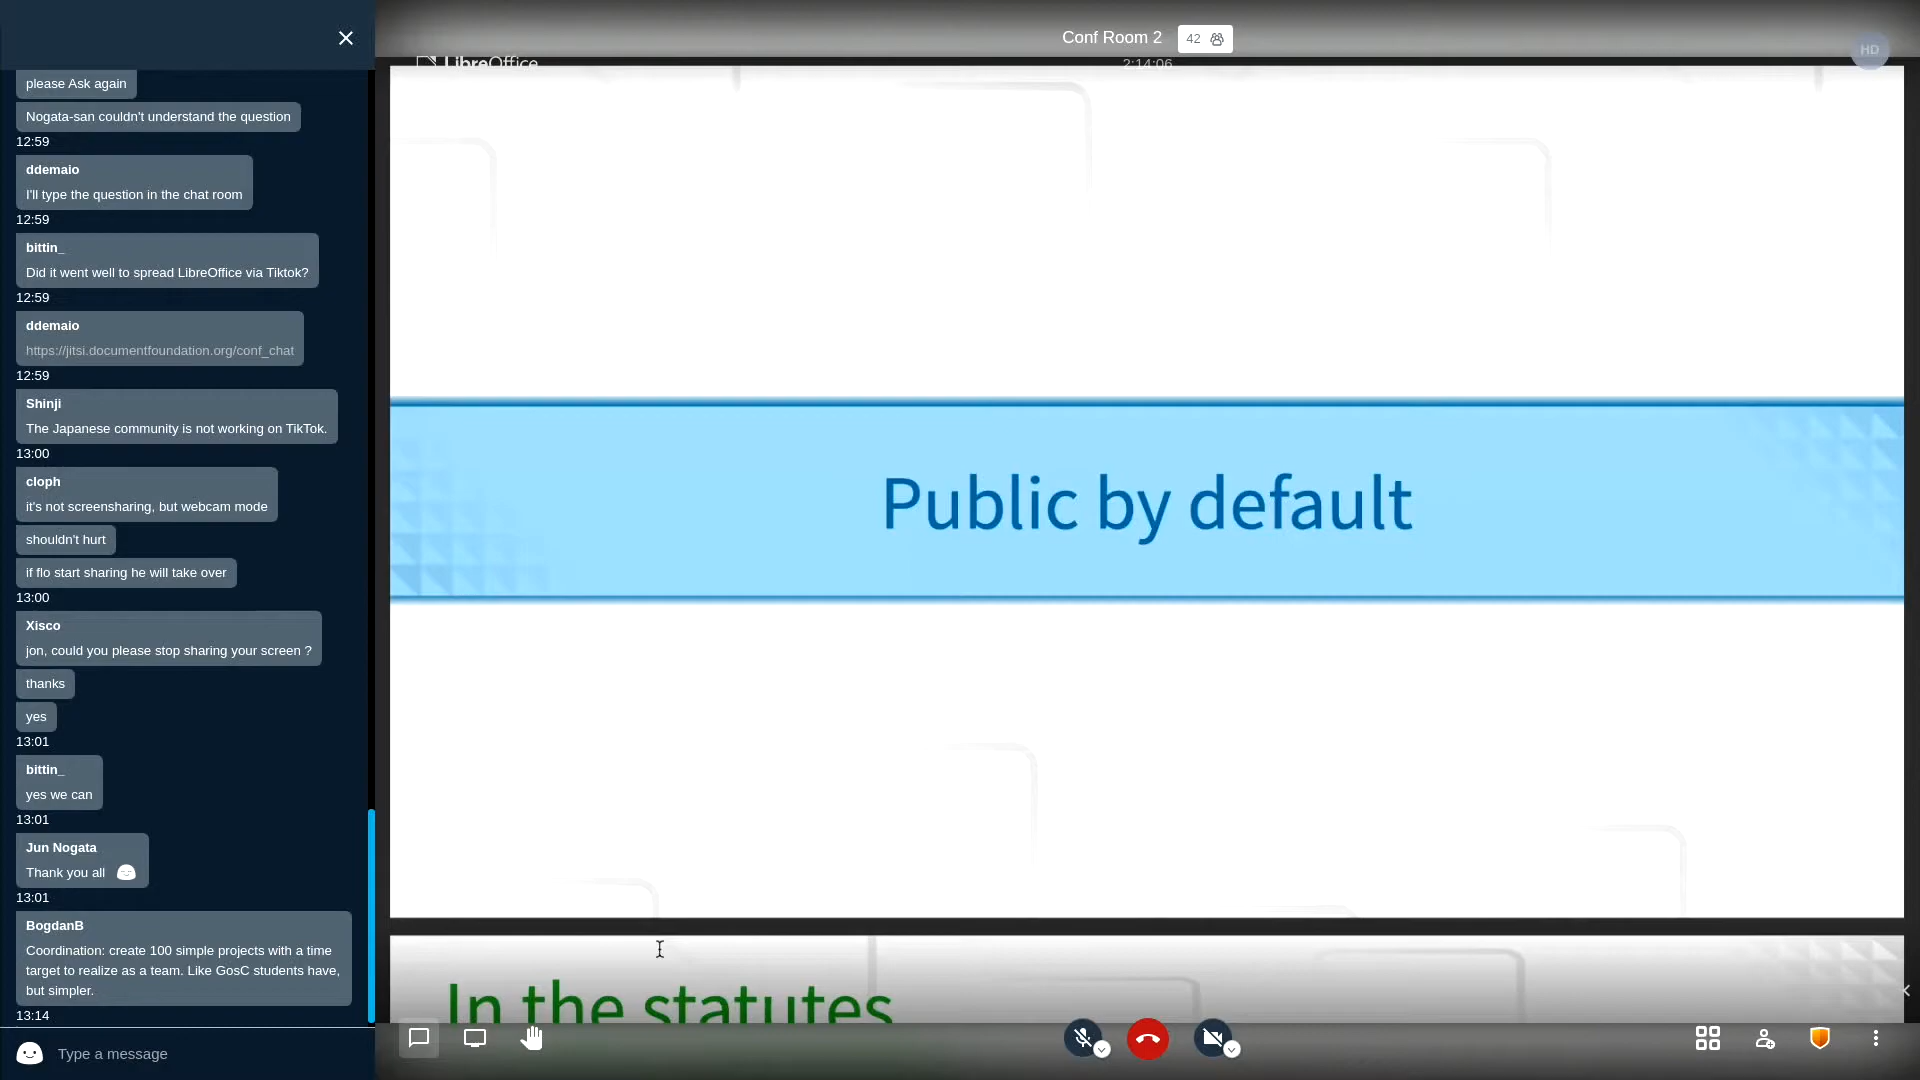 please Ask again
Nogata-san couldn't understand the question
12:59
ddemaio
I'll type the question in the chat room
12:59
bittin_
Did it went well to spread LibreOffice via Tiktok?
12:59
ddemaio
https://jitsi.documentfoundation.org/conf_chat
12:59
Shinji
The Japanese community is not working on TikTok.
13:00
cloph
it's not screensharing, but webcam mode
shouldn't hurt
if flo start sharing he will take over
13:00
Xisco
jon, could you please stop sharing your screen ?
thanks
yes
13:01
bittin_
yes we can
13:01
Jun Nogata
Thank you all
13:01
BogdanB
Coordination: create 100 simple projects with a time
target to realize as a team. Like GosC students have,
but simpler.
13:14
Type a message
Conf Room 2
42
HD
LibreOffice
2:14:06
Public by default
In the statutes